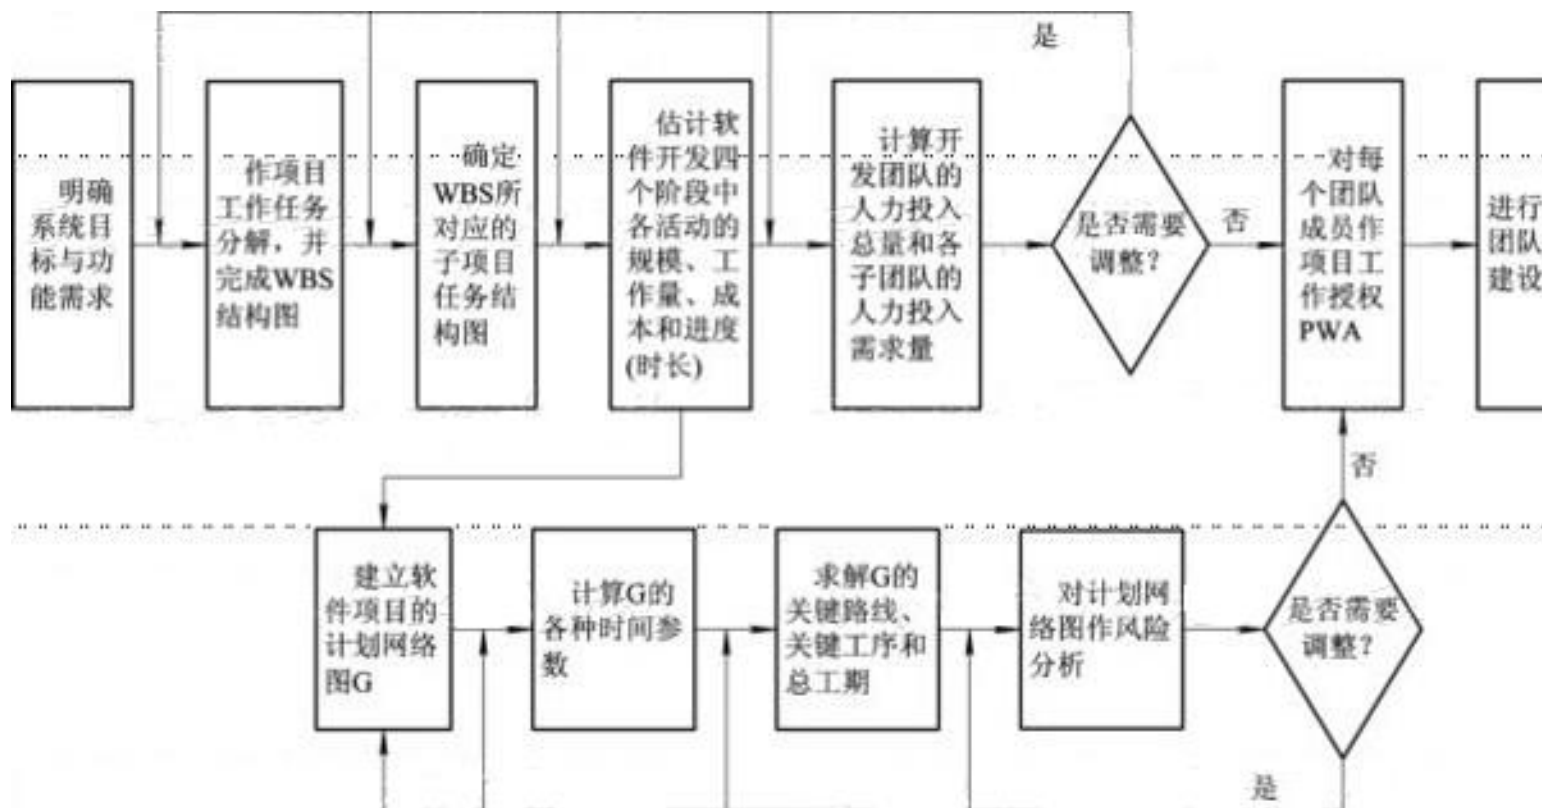 是
明确
系统目
标与功
能需求
作项目
工作任务
分解，并
完成WBS
结构图
确定
WBS所
对应的
子项目
任务结
构图
估计软
件开发四
个阶段中
各活动的
规模、工
作量、成
本和进度
(时长)
计算开
发团队的
人力投入
总量和各
子团队的
人力投入
需求量
是否需要
调整?
否
对每
个团队
成员作
项目工
作授权
PWA
进行
团队
建设
否
建立软
件项目的
计划网络
图G
计算G的
各种时间参
数
求解G的
关键路线、
关键工序和
总工期
对计划网
络图作风险
分析
是否需要
调整?
是